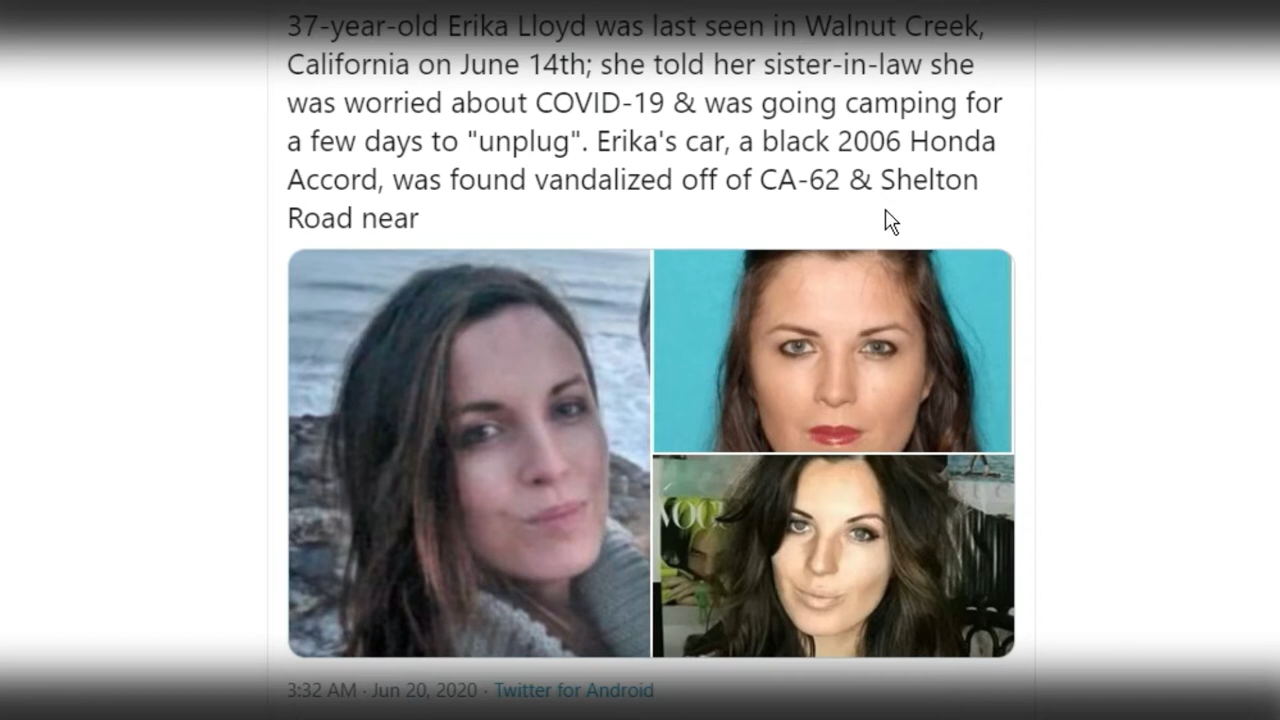 37-year-old Erika Lloyd was last seen in Walnut Creek,
California on June 14th; she told her sister-in-law she
was worried about COVID-19 & was going camping for
a few days to "unplug". Erika's car, a black 2006 Honda
Accord, was found vandalized off of CA-62 & Shelton
Road near
VOGU
3:32 AM · Jun 20, 2020 · Twitter for Android